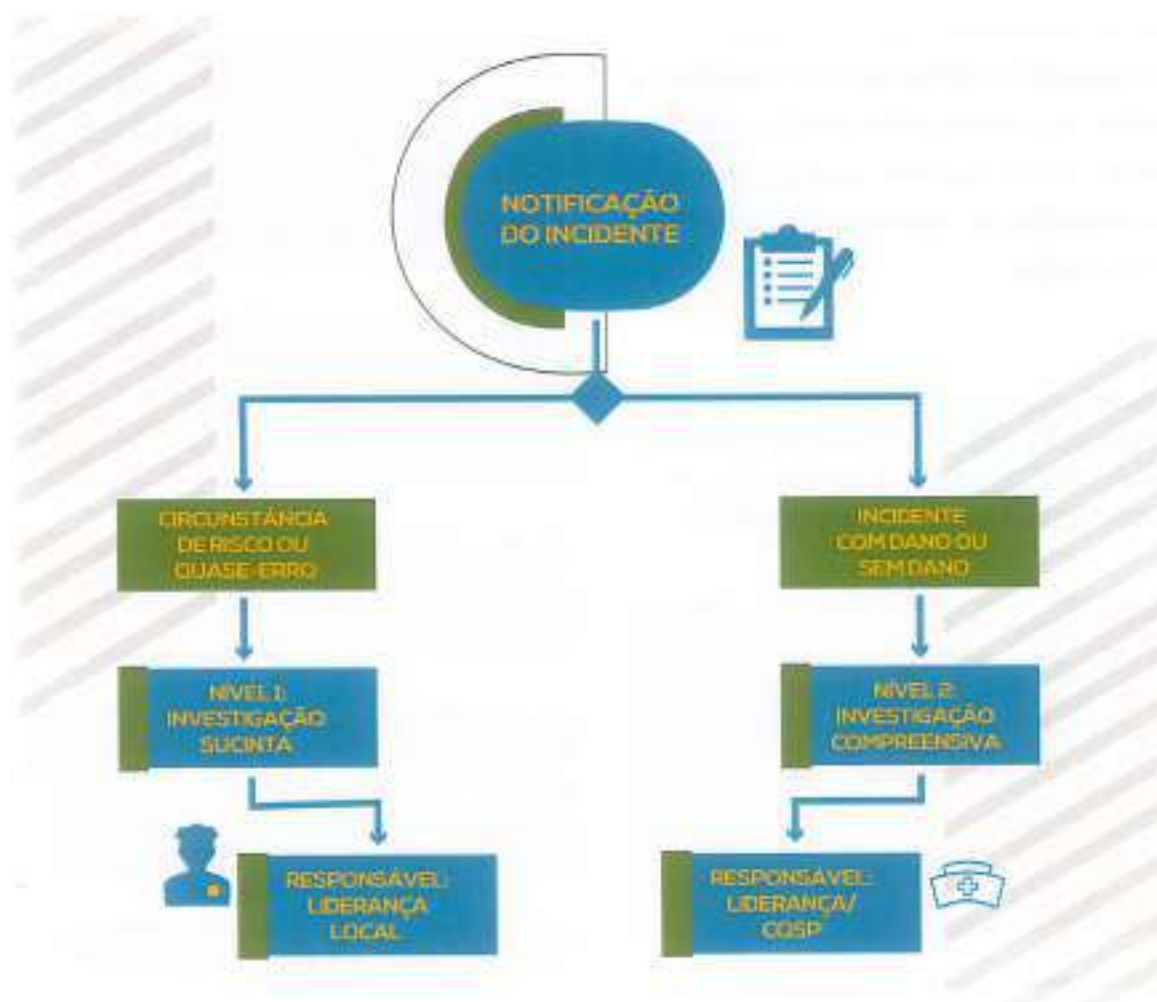 NOTIFICAÇÃO
DO INCIDENTE
CIRCUNSTÂNCIA
DE RISCO OU
QUASE-ERRO
INCIDENTE
COM DANO OU
SEM DANO
NÍVEL 1:
INVESTIGAÇÃO
SUCINTA
NÍVEL 2:
INVESTIGAÇÃO
COMPREENSIVA
RESPONSÁVEL:
LIDERANÇA
LOCAL
RESPONSÁVEL:
LIDERANÇA/
CQSP